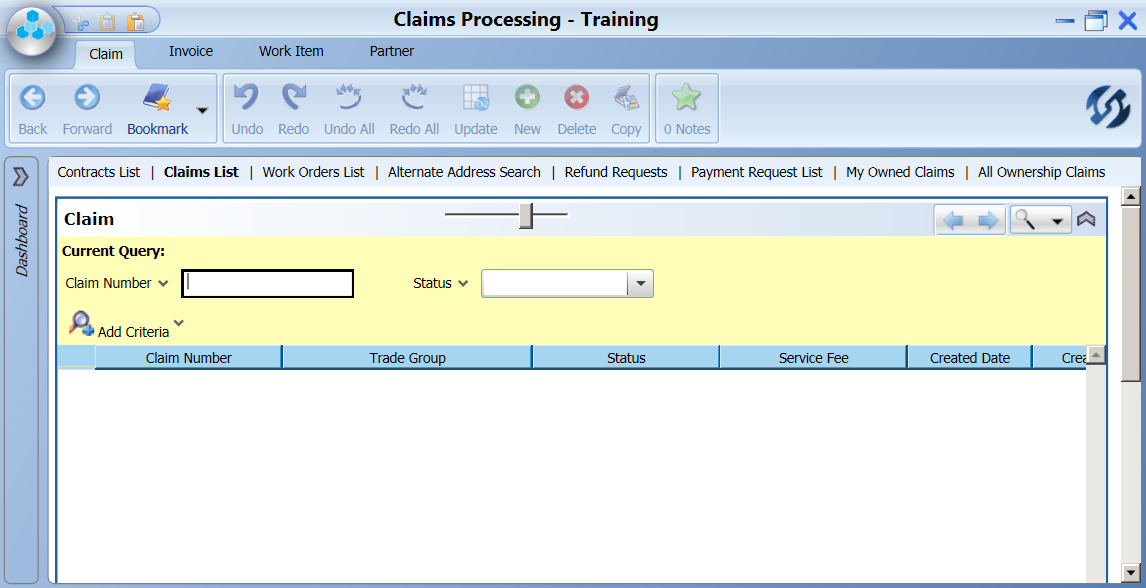 Claims Processing - Training
Claim Invoice Work Item Partner
Back Forward Bookmark Undo Redo Undo All Redo All Update New Delete Copy 0 Notes
Contracts List | Claims List | Work Orders List | Alternate Address Search | Refund Requests | Payment Request List | My Owned Claims | All Ownership Claims
Dashboard
Claim
Current Query:
Claim Number Status
Add Criteria
Claim Number Trade Group Status Service Fee Created Date Crea